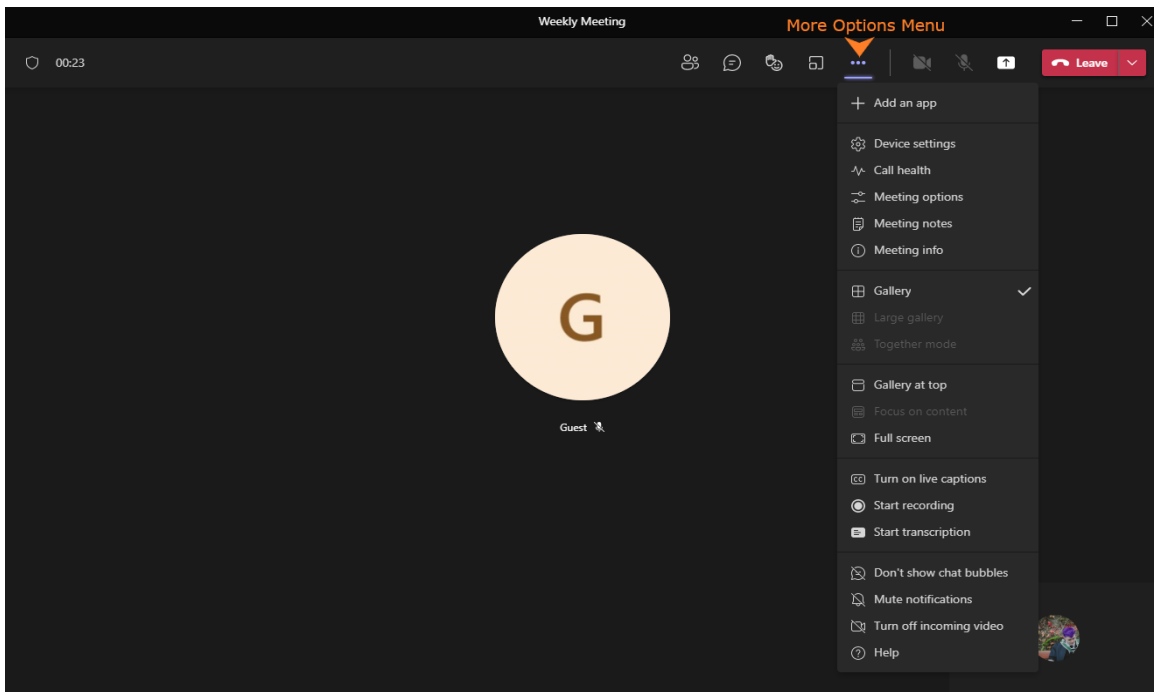 Weekly Meeting
More Options Menu
00:23
Leave
Add an app
Device settings
Call health
Meeting options
Meeting notes
Meeting info
Gallery
Large gallery
Together mode
Gallery at top
Focus on content
Full screen
CC Turn on live captions
Start recording
Start transcription
Don't show chat bubbles
Mute notifications
Turn off incoming video
? Help
G
Guest